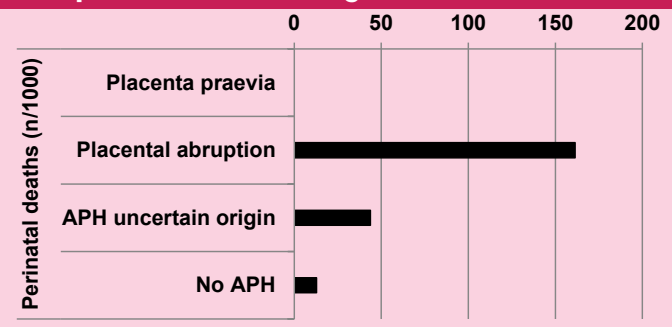 0 50 100 150 200
Perinatal deaths (n/1000)
Placenta praevia
Placental abruption
APH uncertain origin
No APH